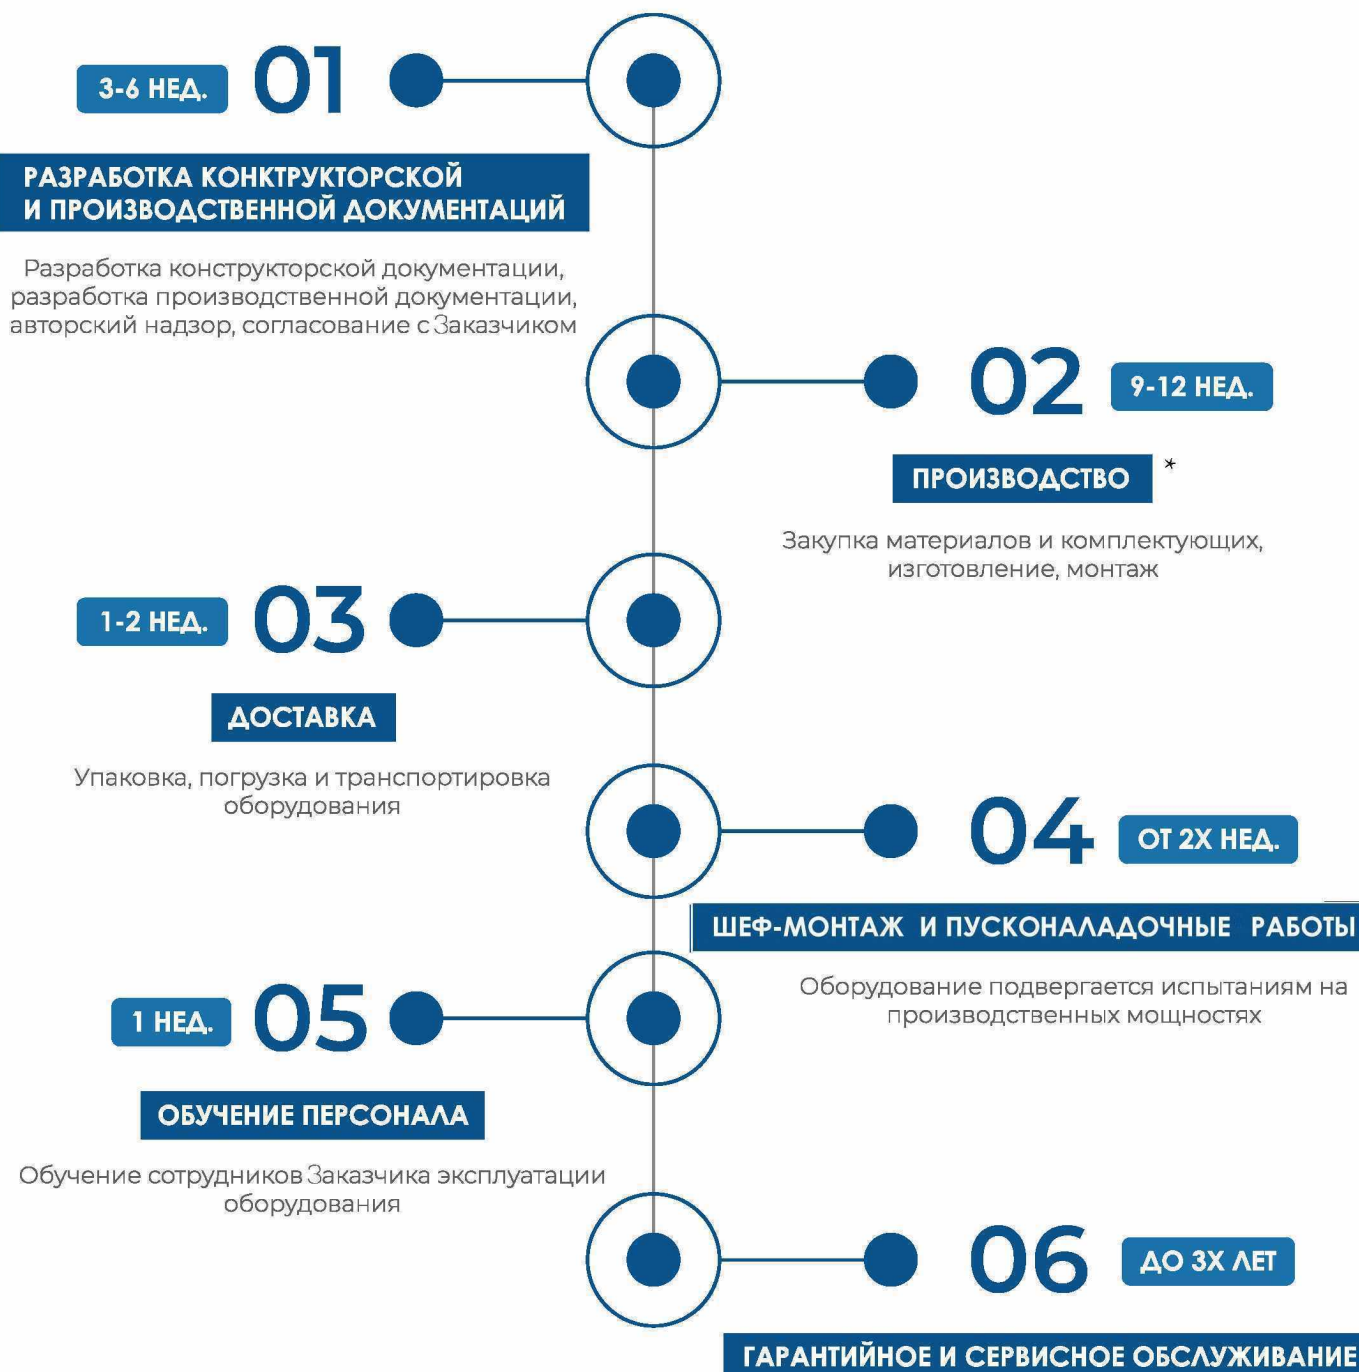 3-6 НЕД.
01
РАЗРАБОТКА КОНКТРУКТОРСКОЙ
И ПРОИЗВОДСТВЕННОЙ ДОКУМЕНТАЦИЙ
Разработка конструкторской документации,
разработка производственной документации,
авторский надзор, согласование с Заказчиком
02
9-12 НЕД.
ПРОИЗВОДСТВО *
Закупка материалов и комплектующих,
изготовление, монтаж
1-2 НЕД.
03
ДОСТАВКА
Упаковка, погрузка и транспортировка
оборудования
04
ОТ 2Х НЕД.
ШЕФ-МОНТАЖ И ПУСКОНАЛАДОЧНЫЕ РАБОТЫ
Оборудование подвергается испытаниям на
производственных мощностях
1 НЕД.
05
ОБУЧЕНИЕ ПЕРСОНАЛА
Обучение сотрудников Заказчика эксплуатации
оборудования
06
ДО 3Х ЛЕТ
ГАРАНТИЙНОЕ И СЕРВИСНОЕ ОБСЛУЖИВАНИЕ